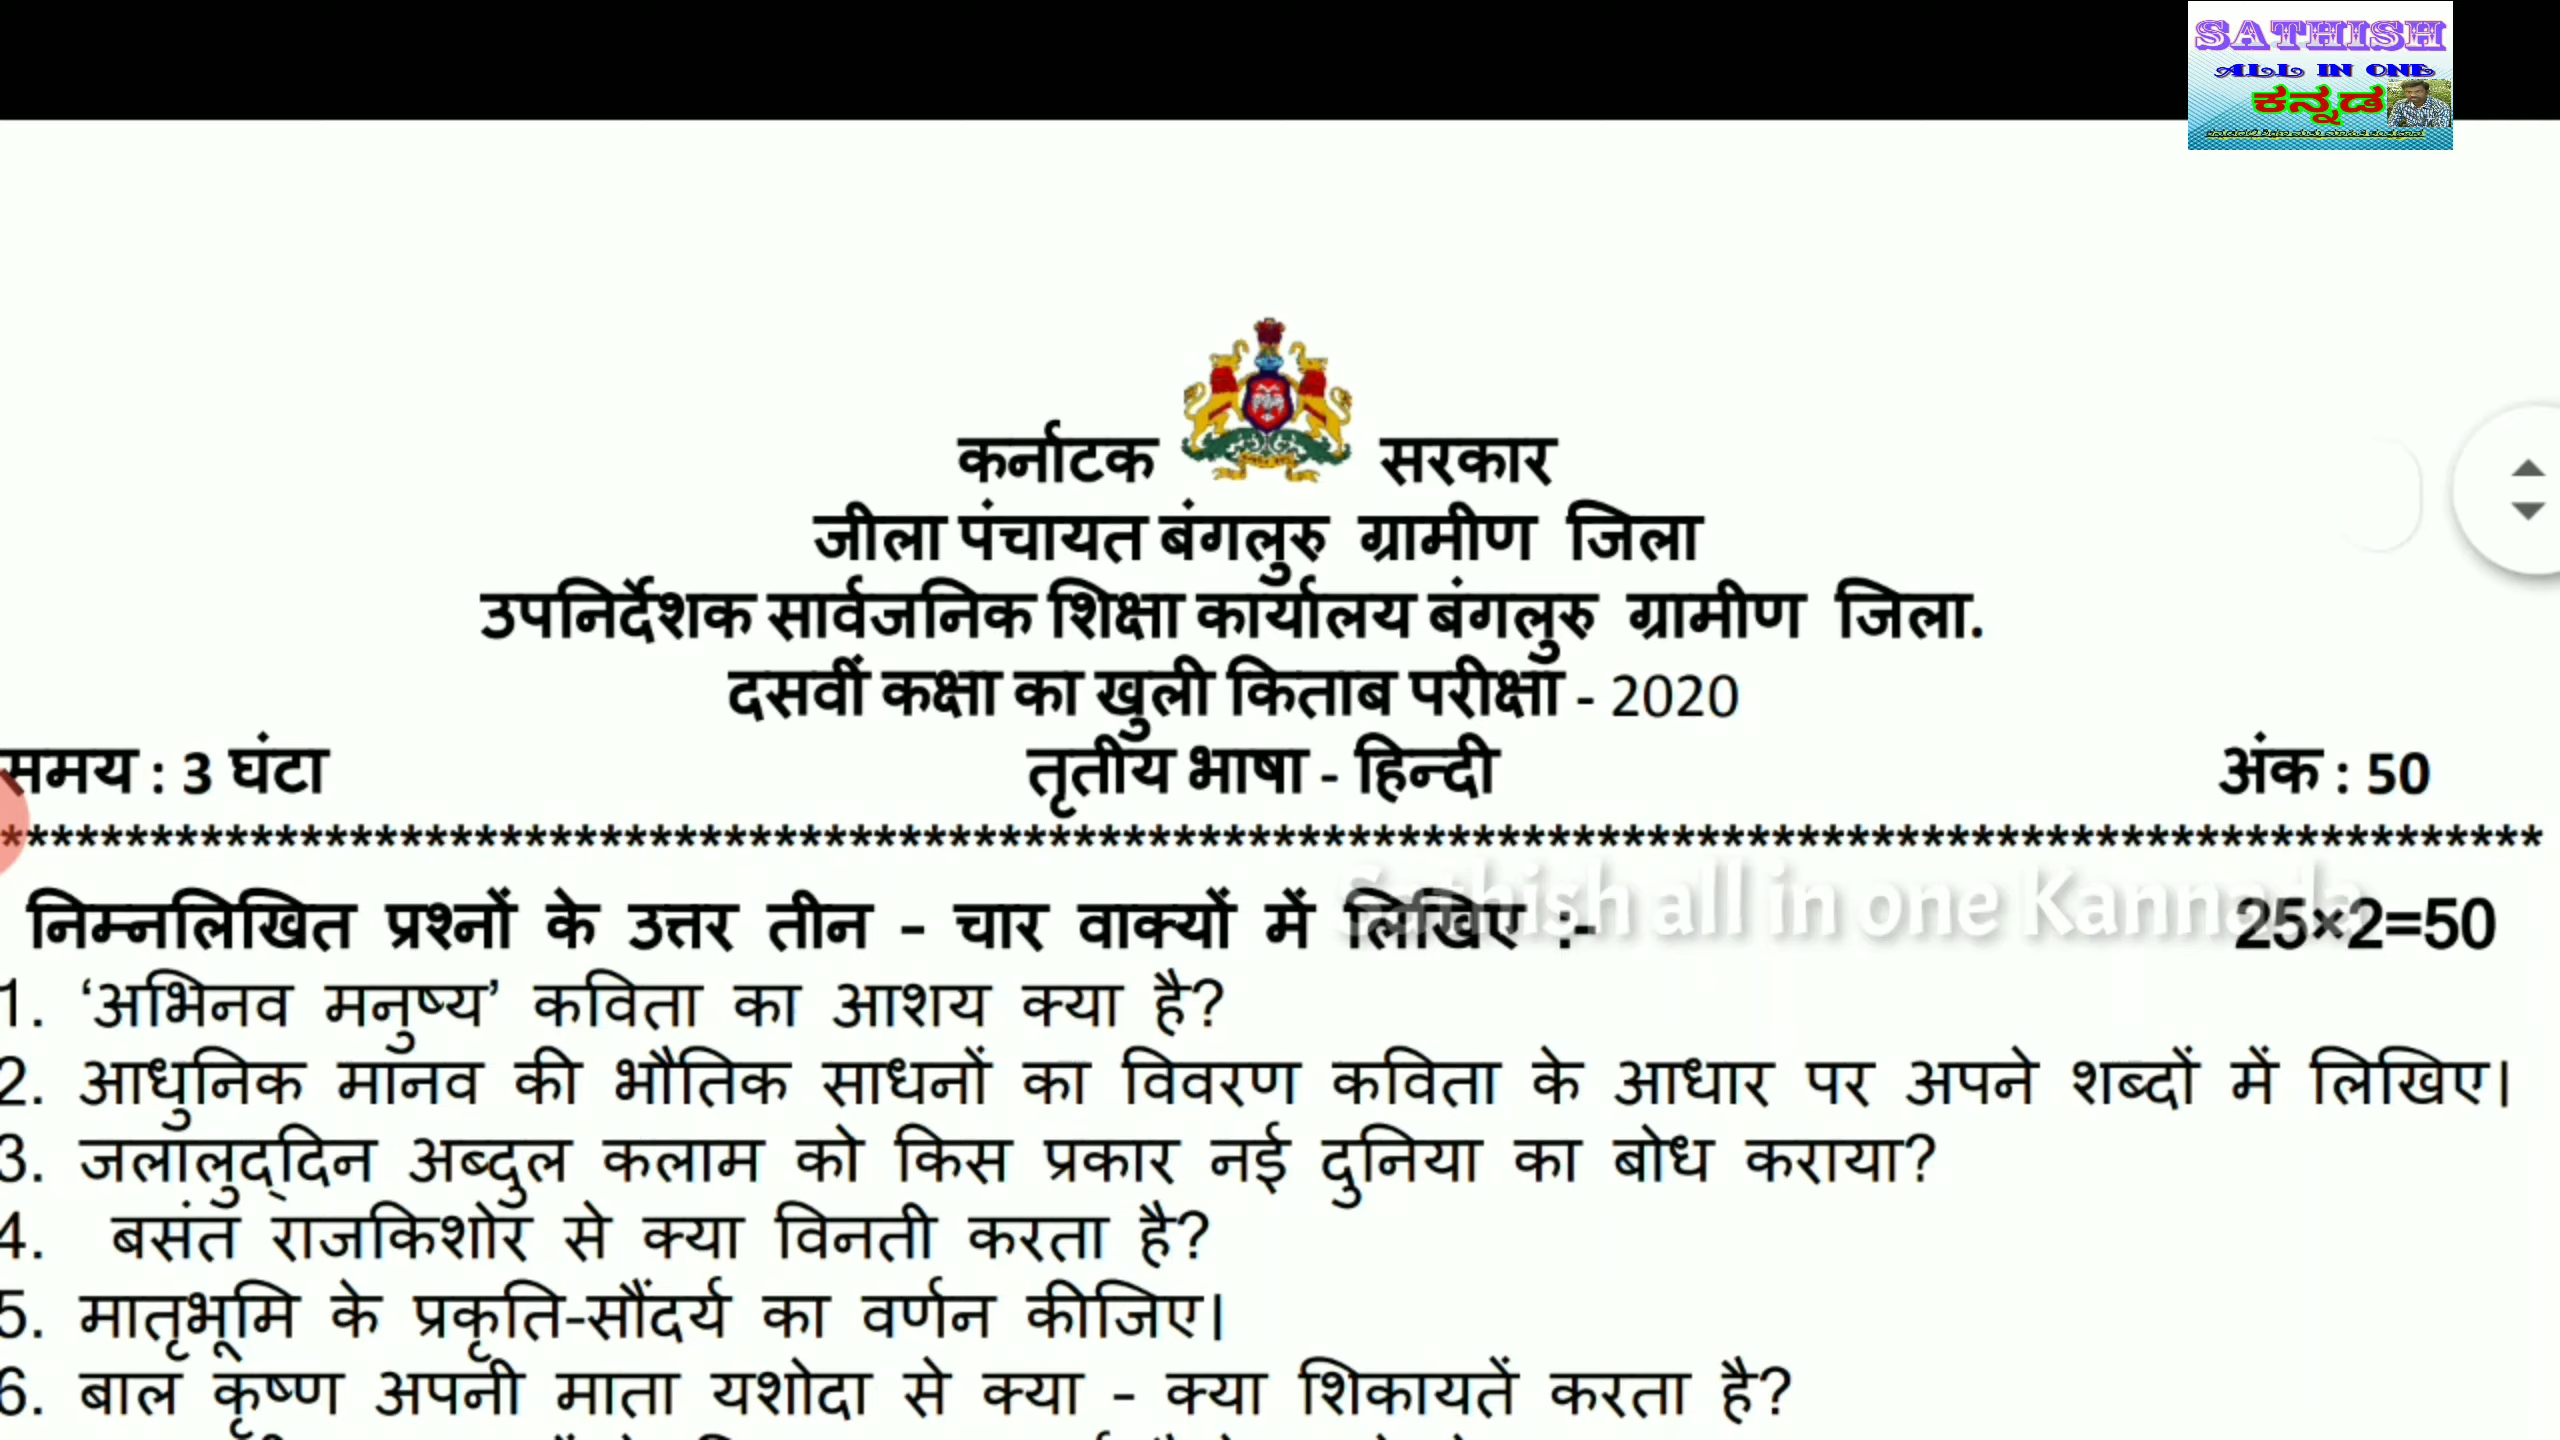 SATHISH
ALL IN ONE
ಕನ್ನಡ
कर्नाटक सरकार
जीला पंचायत बंगलुरु ग्रामीण जिला
उपनिर्देशक सार्वजनिक शिक्षा कार्यालय बंगलुरु ग्रामीण जिला.
दसवीं कक्षा का खुली किताब परीक्षा - 2020
समय : 3 घंटा तृतीय भाषा - हिन्दी अंक : 50
Sathish all in one Kannada
निम्नलिखित प्रश्नों के उत्तर तीन - चार वाक्यों में लिखिए :- 25×2=50
1. ‘अभिनव मनुष्य’ कविता का आशय क्या है?
2. आधुनिक मानव की भौतिक साधनों का विवरण कविता के आधार पर अपने शब्दों में लिखिए।
3. जलालुद्‌दिन अब्दुल कलाम को किस प्रकार नई दुनिया का बोध कराया?
4. बसंत राजकिशोर से क्या विनती करता है?
5. मातृभूमि के प्रकृति-सौंदर्य का वर्णन कीजिए।
6. बाल कृष्ण अपनी माता यशोदा से क्या - क्या शिकायतें करता है?